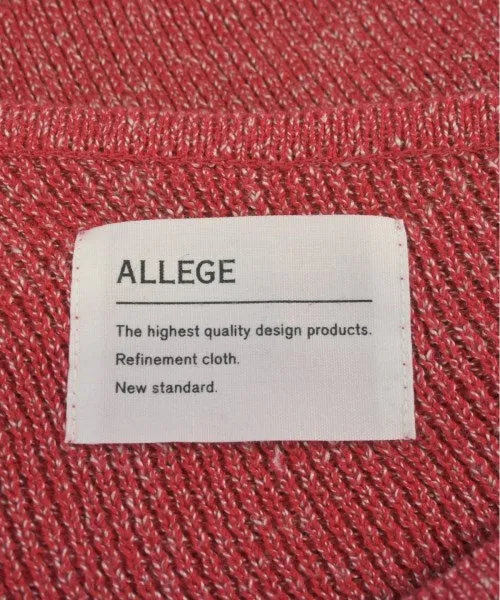 ALLEGE
The highest quality design products.
Refinement cloth.
New standard.